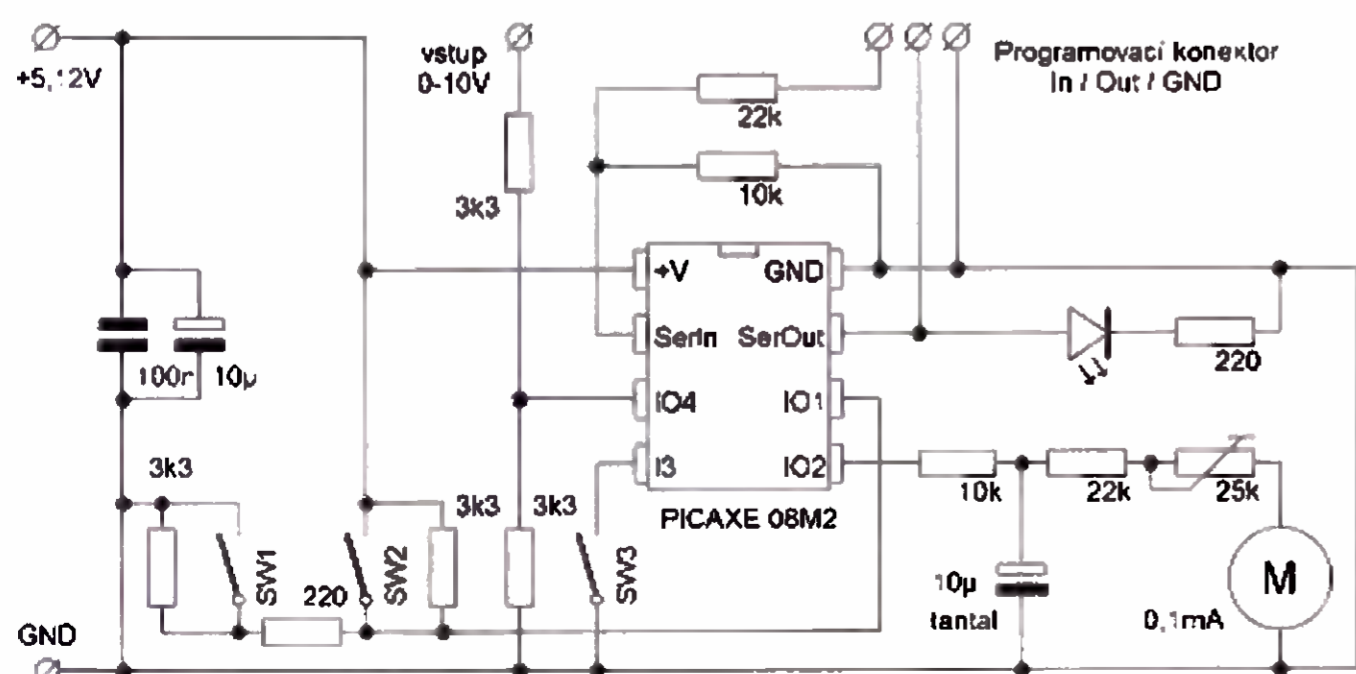 +5,12V
vstup
0-10V
Programovací konektor
In / Out / GND
22k
10k
3k3
+V
GND
SerIn
SerOut
IO4
IO1
I3
IO2
100n
10µ
220
3k3
3k3
3k3
10k
22k
25k
PICAXE 08M2
SW1
220
SW2
SW3
10µ
tantal
M
0,1mA
GND